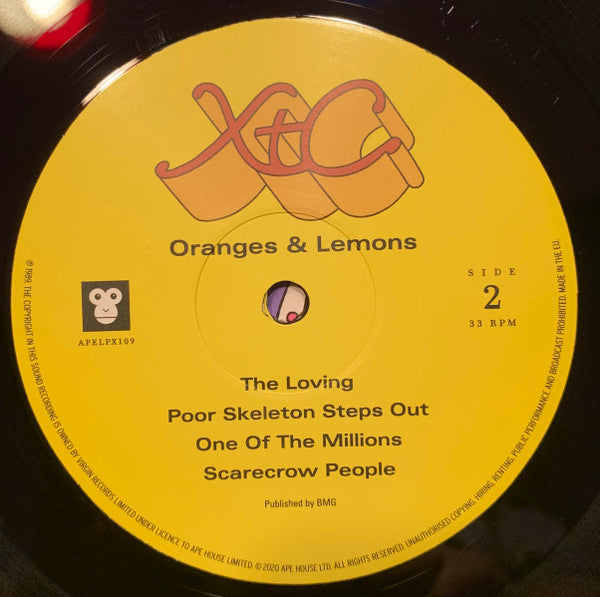 XTC
Oranges & Lemons
APELPX109
SIDE
2
33 RPM
The Loving
Poor Skeleton Steps Out
One Of The Millions
Scarecrow People
Published by BMG
℗ 1989. THE COPYRIGHT IN THIS SOUND RECORDING IS OWNED BY VIRGIN RECORDS LIMITED UNDER LICENCE TO APE HOUSE LIMITED. © 2020 APE HOUSE LTD. ALL RIGHTS RESERVED. UNAUTHORISED COPYING, HIRING, RENTING, PUBLIC PERFORMANCE AND BROADCAST PROHIBITED. MADE IN THE EU.